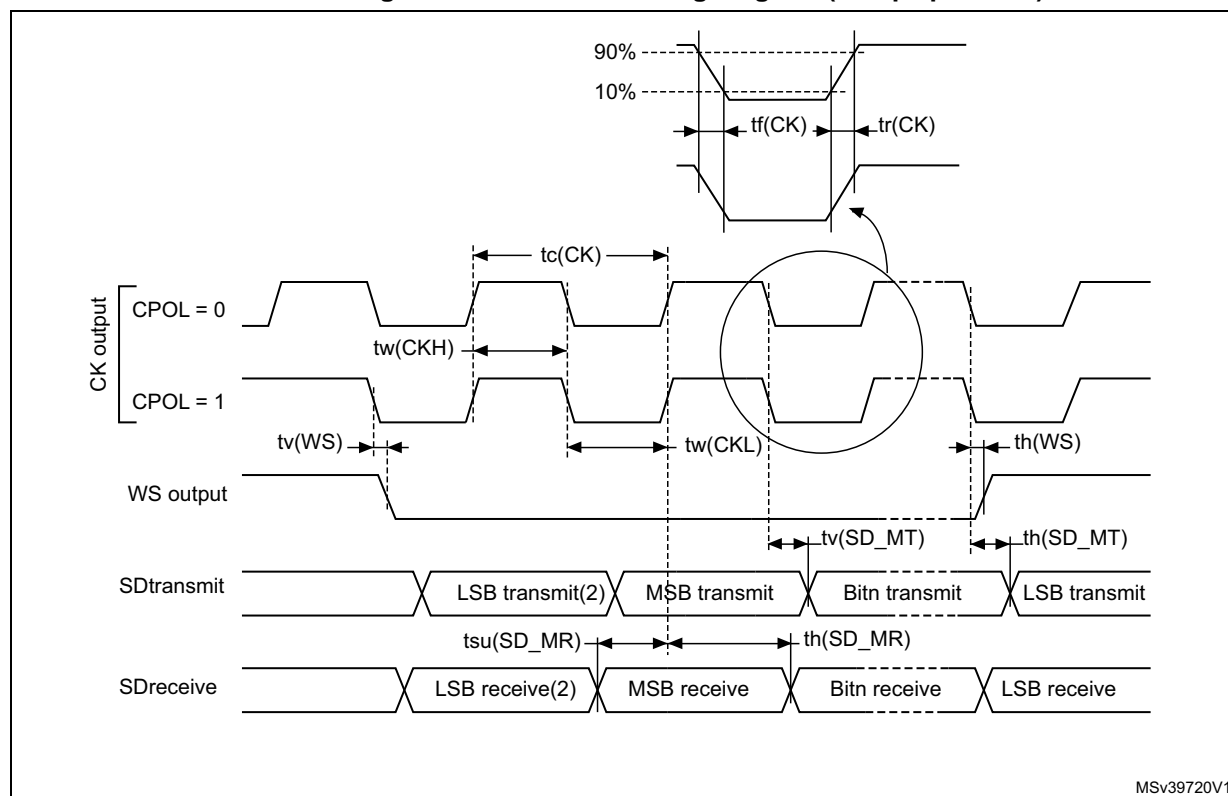 90%
10%
tf(CK)
tr(CK)
tc(CK)
CK output
CPOL = 0
tw(CKH)
CPOL = 1
tv(WS)
tw(CKL)
th(WS)
WS output
tv(SD_MT)
th(SD_MT)
SDtransmit
LSB transmit(2)
MSB transmit
Bitn transmit
LSB transmit
tsu(SD_MR)
th(SD_MR)
SDreceive
LSB receive(2)
MSB receive
Bitn receive
LSB receive
MSv39720V1